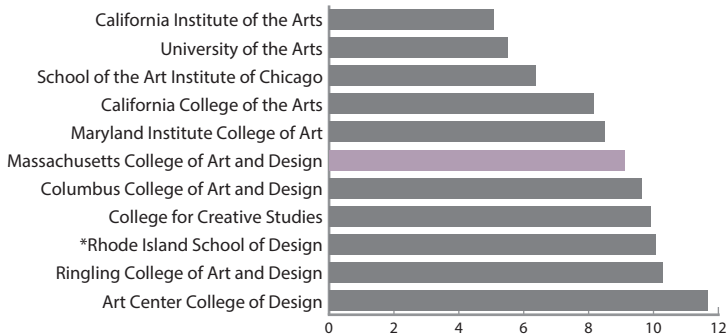 California Institute of the Arts
University of the Arts
School of the Art Institute of Chicago
California College of the Arts
Maryland Institute College of Art
Massachusetts College of Art and Design
Columbus College of Art and Design
College for Creative Studies
*Rhode Island School of Design
Ringling College of Art and Design
Art Center College of Design
0 2 4 6 8 10 12